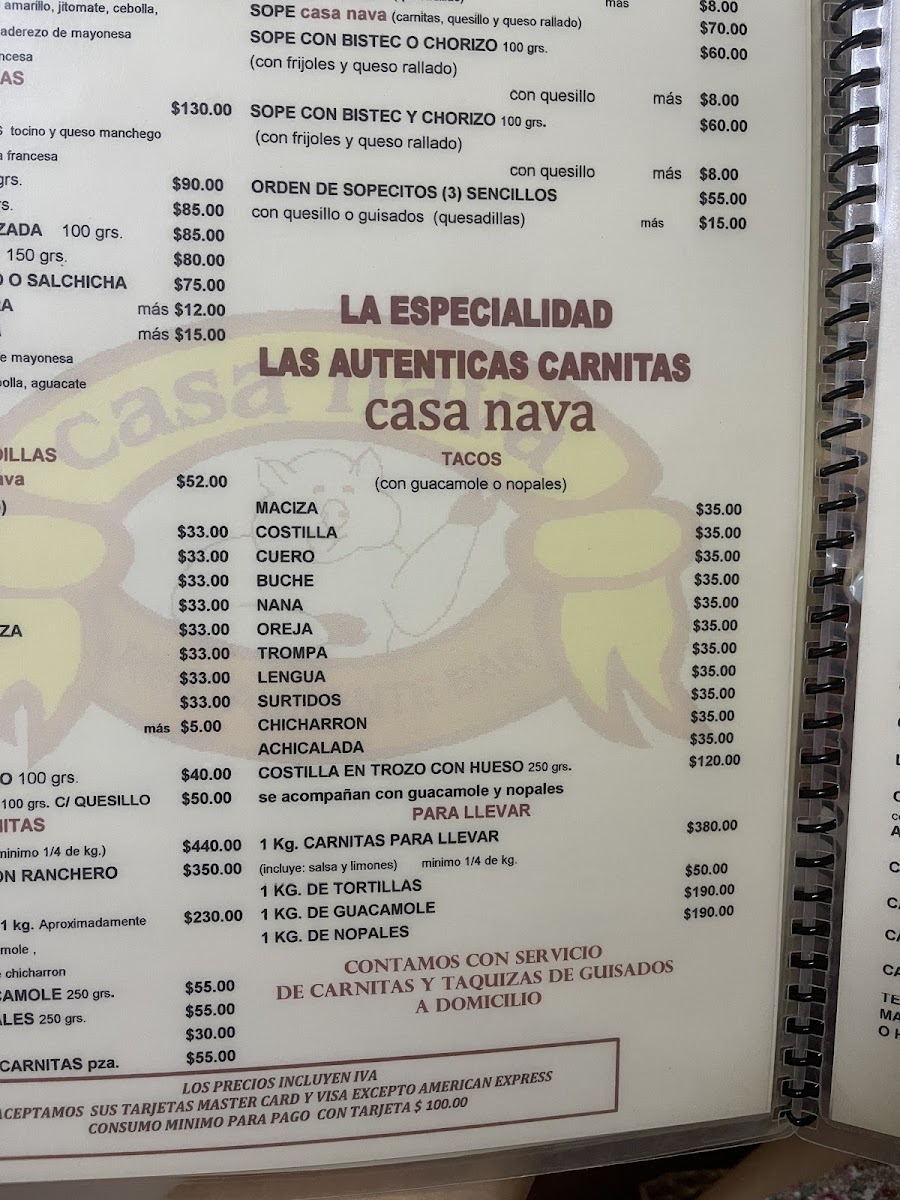 amarillo, jitomate, cebolla,
aderezo de mayonesa
$130.00
tocino y queso manchego
a francesa
grs. $90.00
$85.00
ZADA 100 grs. $85.00
150 grs. $80.00
O SALCHICHA $75.00
más $12.00
más $15.00
e mayonesa
bolla, aguacate
DILLAS
$52.00
$33.00
$33.00
$33.00
$33.00
ZA $33.00
$33.00
$33.00
$33.00
más $5.00
O 100 grs. $40.00
100 grs. C/ QUESILLO $50.00
NITAS
minimo 1/4 de kg.) $440.00
ON RANCHERO $350.00
1 kg. Aproximadamente $230.00
mole ,
chicharron
CAMOLE 250 grs. $55.00
ALES 250 grs. $55.00
$30.00
CARNITAS pza. $55.00
más $8.00
SOPE casa nava (carnitas, quesillo y queso rallado) $70.00
SOPE CON BISTEC O CHORIZO 100 grs. $60.00
(con frijoles y queso rallado)
con quesillo más $8.00
SOPE CON BISTEC Y CHORIZO 100 grs. $60.00
(con frijoles y queso rallado)
con quesillo más $8.00
ORDEN DE SOPECITOS (3) SENCILLOS $55.00
con quesillo o guisados (quesadillas) más $15.00
LA ESPECIALIDAD
LAS AUTENTICAS CARNITAS
casa nava
TACOS
(con guacamole o nopales)
MACIZA $35.00
COSTILLA $35.00
CUERO $35.00
BUCHE $35.00
NANA $35.00
OREJA $35.00
TROMPA $35.00
LENGUA $35.00
SURTIDOS $35.00
CHICHARRON $35.00
ACHICALADA $35.00
COSTILLA EN TROZO CON HUESO 250 grs. $120.00
se acompañan con guacamole y nopales
PARA LLEVAR
1 Kg. CARNITAS PARA LLEVAR $380.00
(incluye: salsa y limones) minimo 1/4 de kg.
1 KG. DE TORTILLAS $50.00
1 KG. DE GUACAMOLE $190.00
1 KG. DE NOPALES $190.00
CONTAMOS CON SERVICIO
DE CARNITAS Y TAQUIZAS DE GUISADOS
A DOMICILIO
LOS PRECIOS INCLUYEN IVA
ACEPTAMOS SUS TARJETAS MASTER CARD Y VISA EXCEPTO AMERICAN EXPRESS
CONSUMO MINIMO PARA PAGO CON TARJETA $ 100.00
casa nava